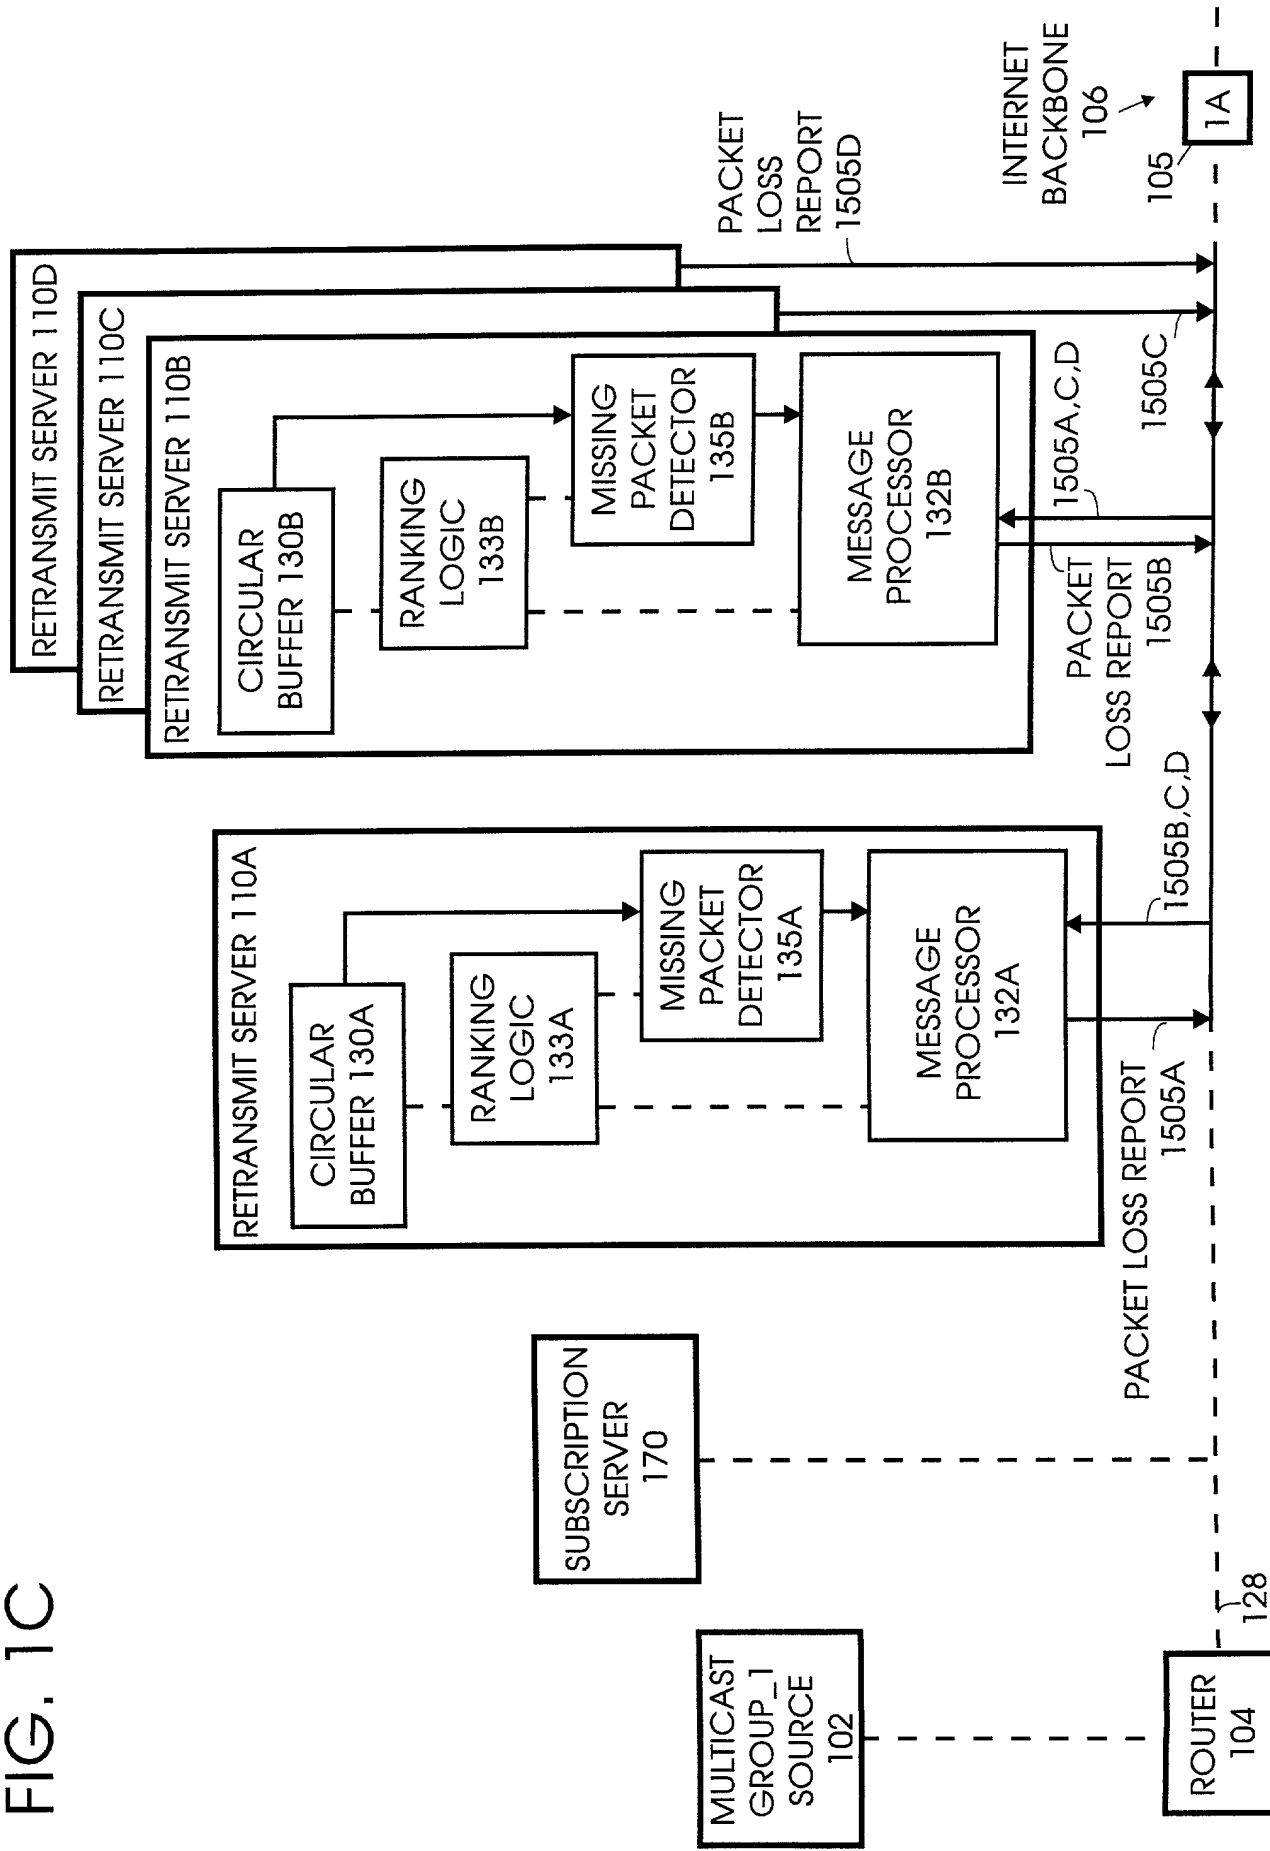 FIG. 1C
MULTICAST
GROUP_1
SOURCE
102
ROUTER
104
128
SUBSCRIPTION
SERVER
170
RETRANSMIT SERVER 110A
CIRCULAR
BUFFER 130A
RANKING
LOGIC
133A
MISSING
PACKET
DETECTOR
135A
MESSAGE
PROCESSOR
132A
PACKET LOSS REPORT
1505A
1505B,C,D
RETRANSMIT SERVER 110D
RETRANSMIT SERVER 110C
RETRANSMIT SERVER 110B
CIRCULAR
BUFFER 130B
RANKING
LOGIC
133B
MISSING
PACKET
DETECTOR
135B
MESSAGE
PROCESSOR
132B
PACKET
LOSS REPORT
1505B
1505A,C,D
1505C
PACKET
LOSS
REPORT
1505D
INTERNET
BACKBONE
106
105
1A